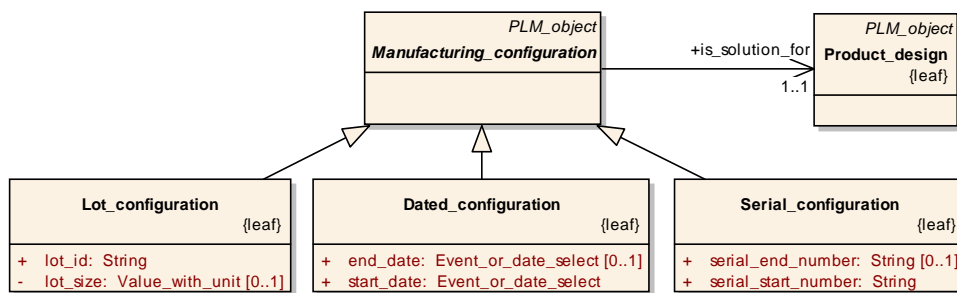 PLM_object
Manufacturing_configuration
+is_solution_for
1..1
PLM_object
Product_design
{leaf}
Lot_configuration
{leaf}
+ lot_id: String
- lot_size: Value_with_unit [0..1]
Dated_configuration
{leaf}
+ end_date: Event_or_date_select [0..1]
+ start_date: Event_or_date_select
Serial_configuration
{leaf}
+ serial_end_number: String [0..1]
+ serial_start_number: String